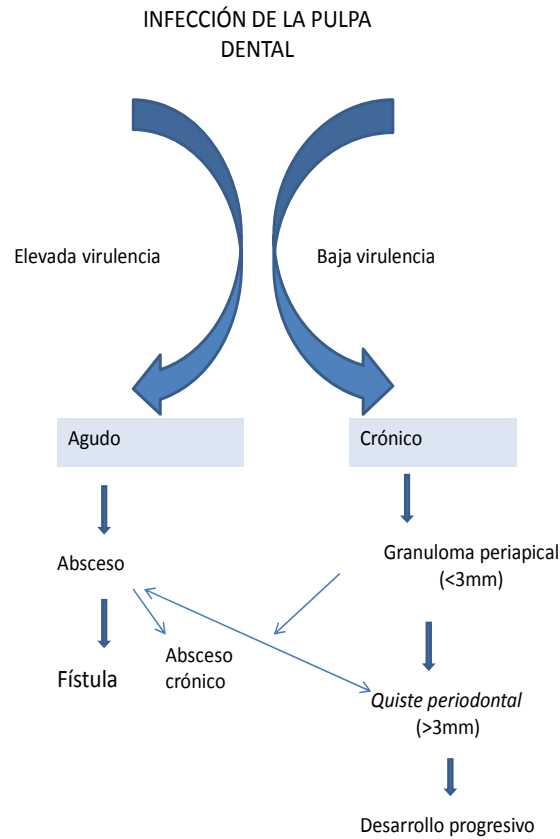 INFECCIÓN DE LA PULPA
DENTAL
Elevada virulencia
Baja virulencia
Agudo
Crónico
Absceso
Granuloma periapical
(<3mm)
Fístula
Absceso
crónico
Quiste periodontal
(>3mm)
Desarrollo progresivo